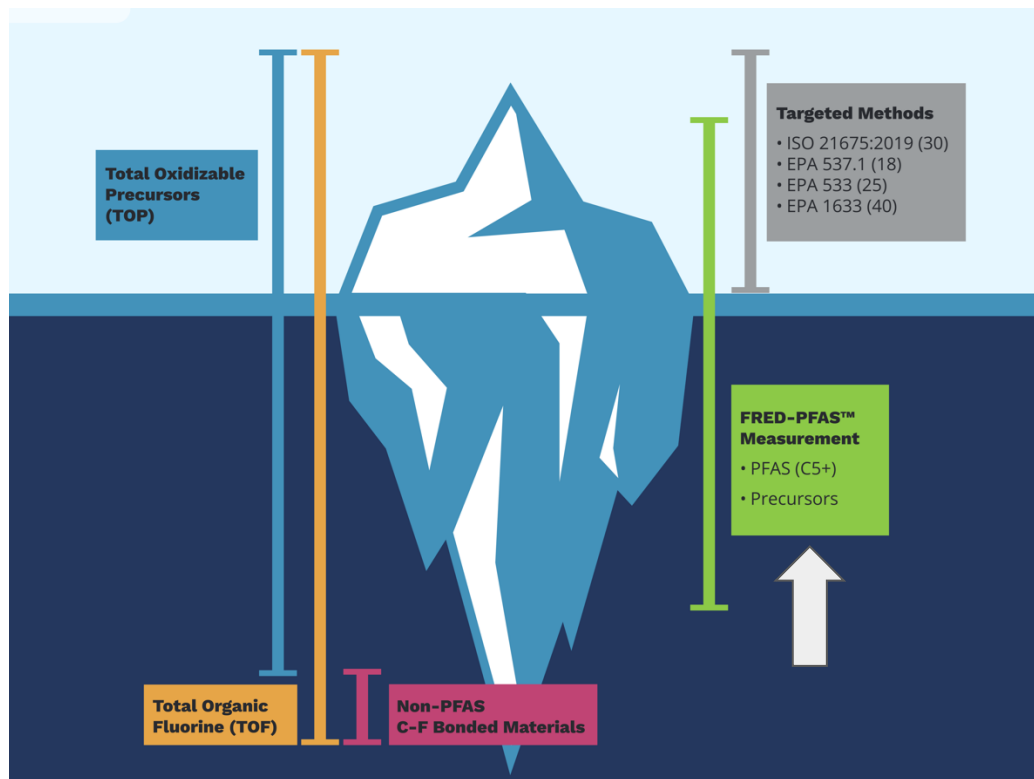 Total Oxidizable
Precursors
(TOP)
Targeted Methods
• ISO 21675:2019 (30)
• EPA 537.1 (18)
• EPA 533 (25)
• EPA 1633 (40)
FRED-PFAS™
Measurement
• PFAS (C5+)
• Precursors
Total Organic
Fluorine (TOF)
Non-PFAS
C-F Bonded Materials